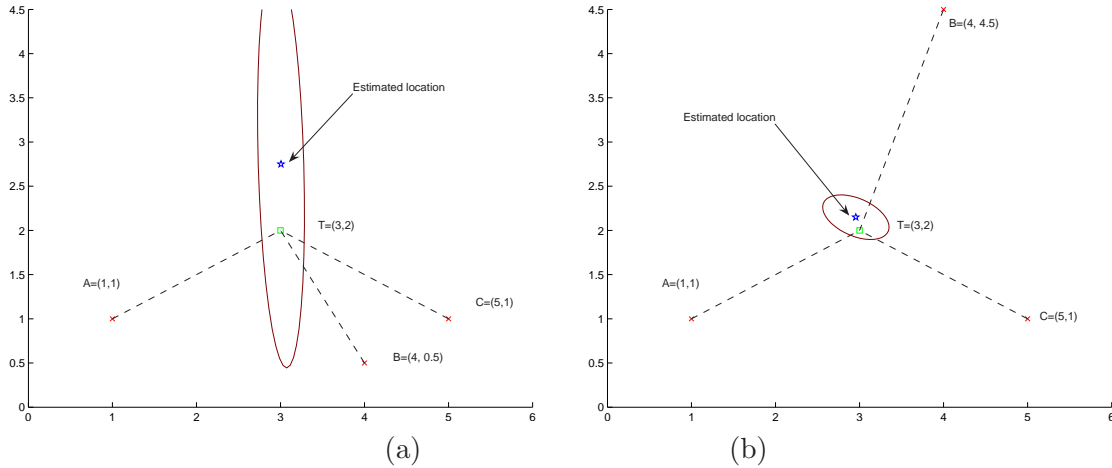 4.5
4
3.5
3
2.5
2
1.5
1
0.5
0
0 1 2 3 4 5 6
Estimated location
T=(3,2)
A=(1,1)
C=(5,1)
B=(4, 0.5)
(a)
4.5
4
3.5
3
2.5
2
1.5
1
0.5
0
0 1 2 3 4 5 6
B=(4, 4.5)
Estimated location
T=(3,2)
A=(1,1)
C=(5,1)
(b)